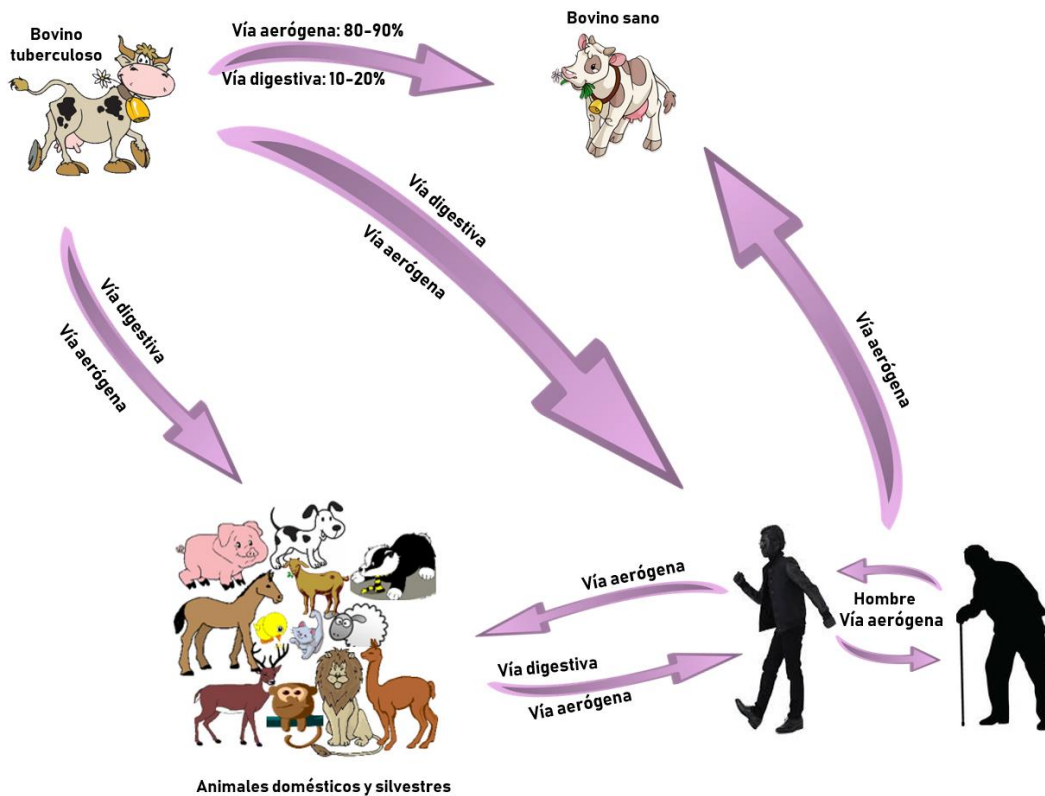 Bovino
tuberculoso
Vía aerógena: 80-90%
Vía digestiva: 10-20%
Bovino sano
Vía digestiva
Vía aerógena
Vía digestiva
Vía aerógena
Vía aerógena
Vía aerógena
Hombre
Vía aerógena
Vía digestiva
Vía aerógena
Animales domésticos y silvestres